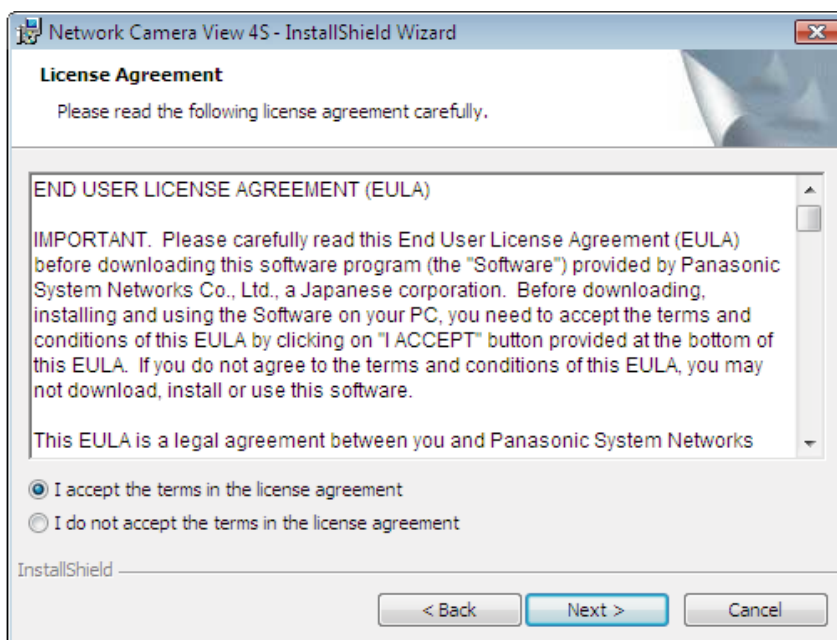 Network Camera View 4S - InstallShield Wizard
License Agreement
Please read the following license agreement carefully.
END USER LICENSE AGREEMENT (EULA)
IMPORTANT.  Please carefully read this End User License Agreement (EULA)
before downloading this software program (the "Software") provided by Panasonic
System Networks Co., Ltd., a Japanese corporation.  Before downloading,
installing and using the Software on your PC, you need to accept the terms and
conditions of this EULA by clicking on "I ACCEPT" button provided at the bottom of
this EULA.  If you do not agree to the terms and conditions of this EULA, you may
not download, install or use this software.
This EULA is a legal agreement between you and Panasonic System Networks
I accept the terms in the license agreement
I do not accept the terms in the license agreement
InstallShield
< Back
Next >
Cancel